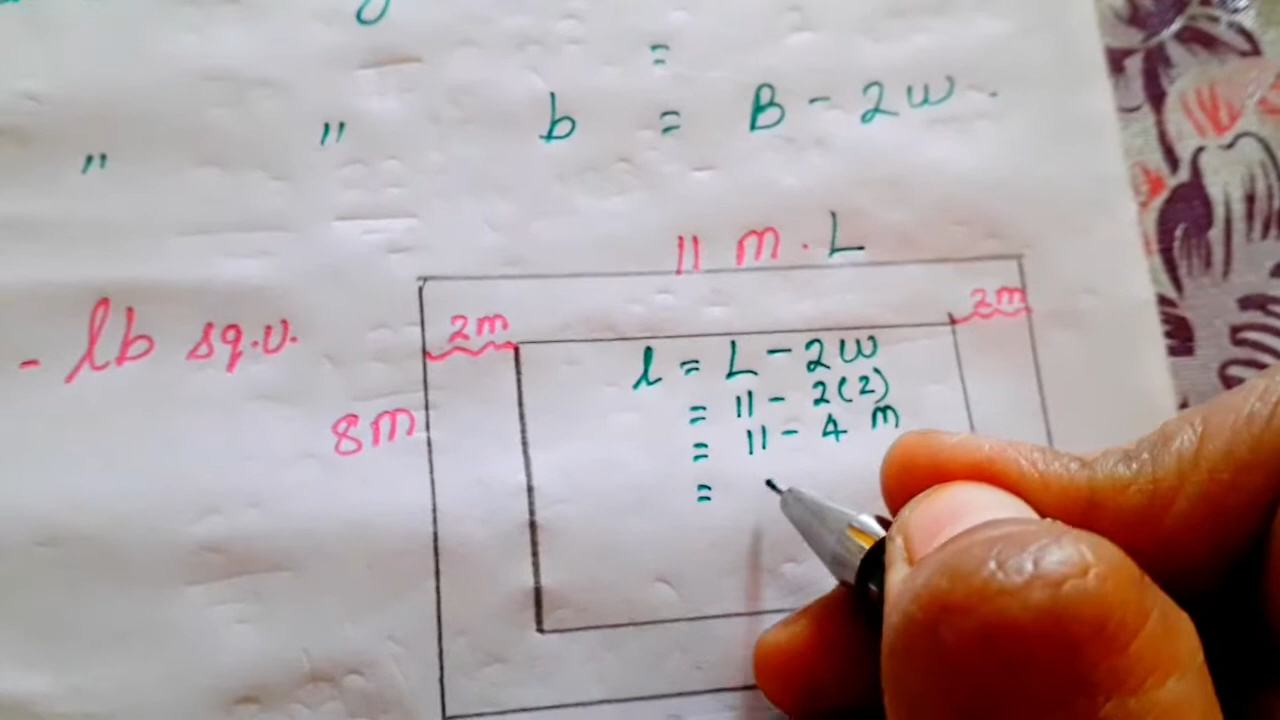 =
" " b = B - 2w.
11 m. L
2m 2m
- lb sq.u.
l = L - 2w
= 11 - 2(2)
8m
= 11 - 4 m
=